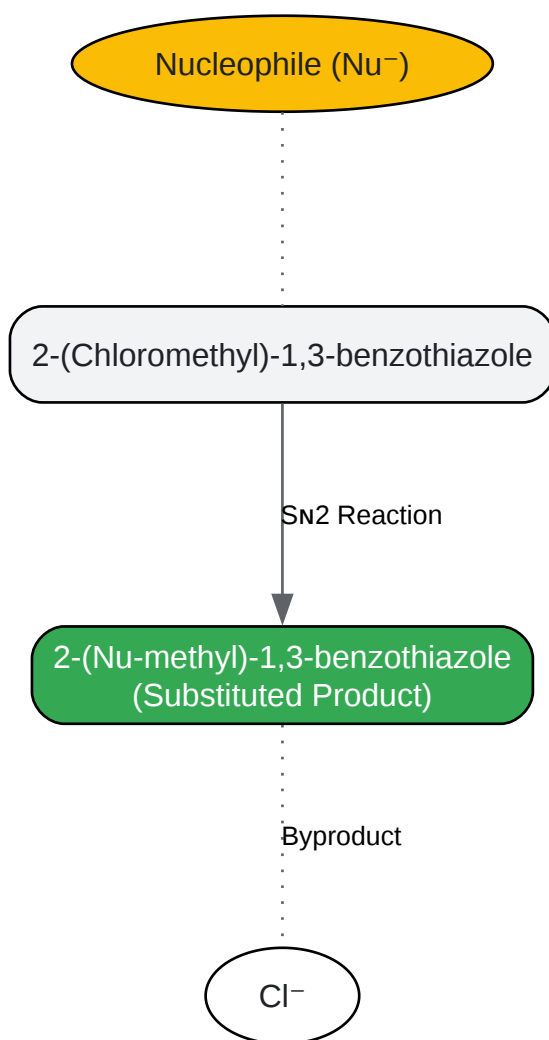 Nucleophile (Nu⁻)
2-(Chloromethyl)-1,3-benzothiazole
Sɴ2 Reaction
2-(Nu-methyl)-1,3-benzothiazole
(Substituted Product)
Byproduct
Cl⁻